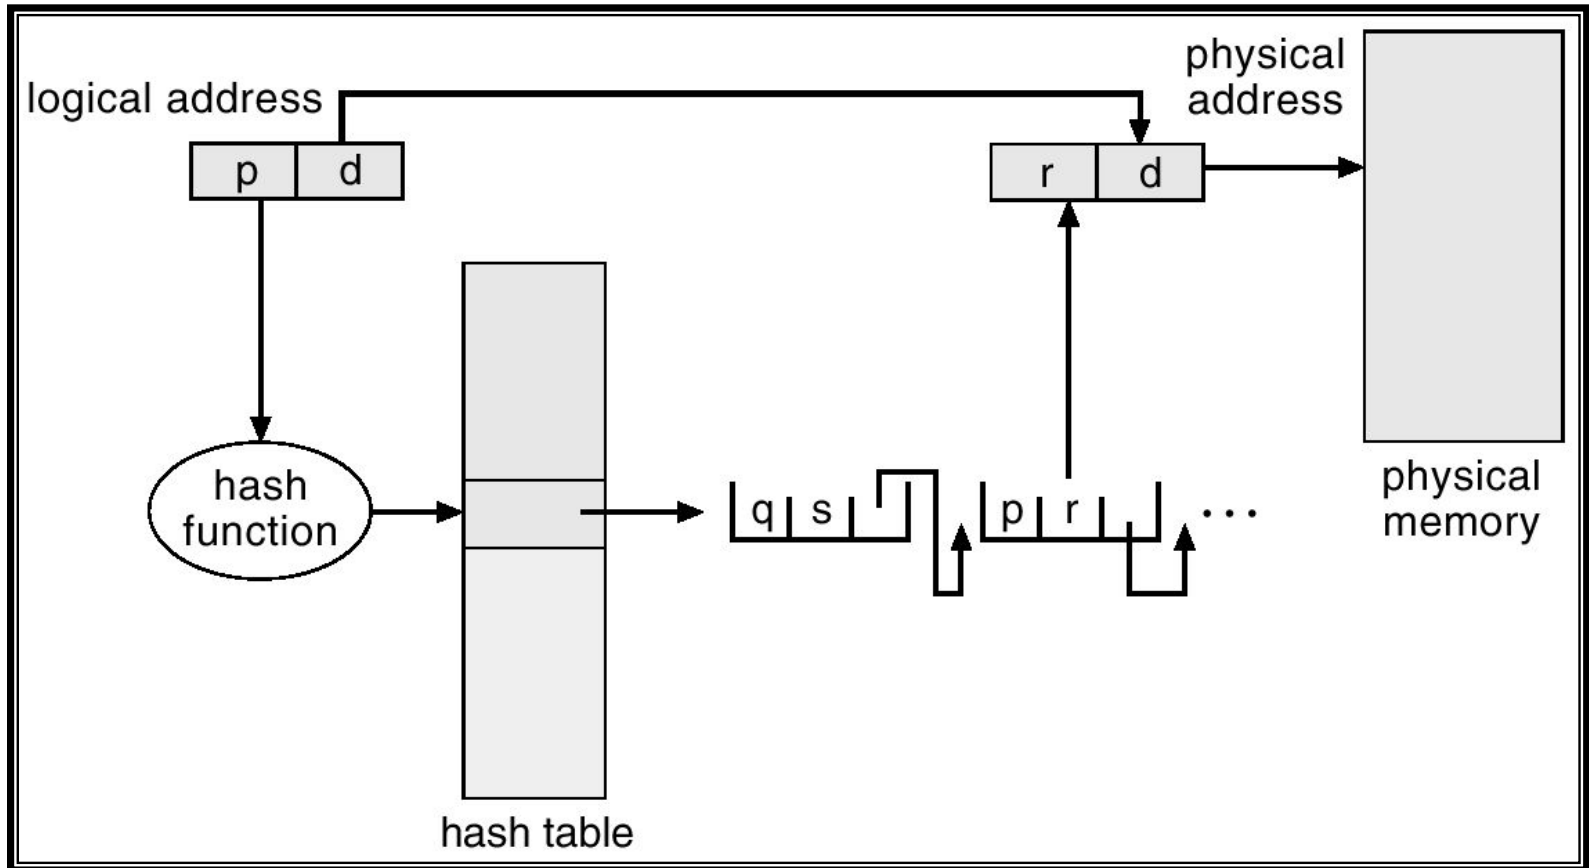 logical address
p d
physical
address
r d
hash
function
q s
p r
...
physical
memory
hash table